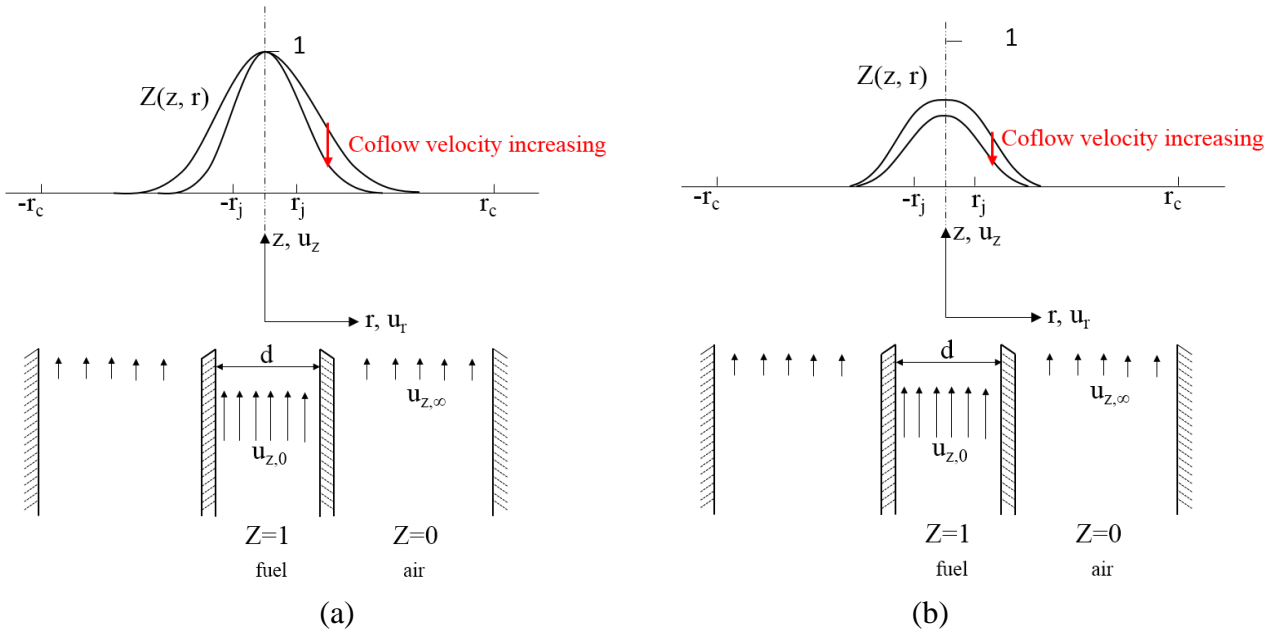 1
Z(z, r)
Coflow velocity increasing
-r_c
-r_j
r_j
r_c
z, u_z
r, u_r
d
u_z,∞
u_z,0
Z=1
Z=0
fuel
air
(a)
1
Z(z, r)
Coflow velocity increasing
-r_c
-r_j
r_j
r_c
z, u_z
r, u_r
d
u_z,∞
u_z,0
Z=1
Z=0
fuel
air
(b)